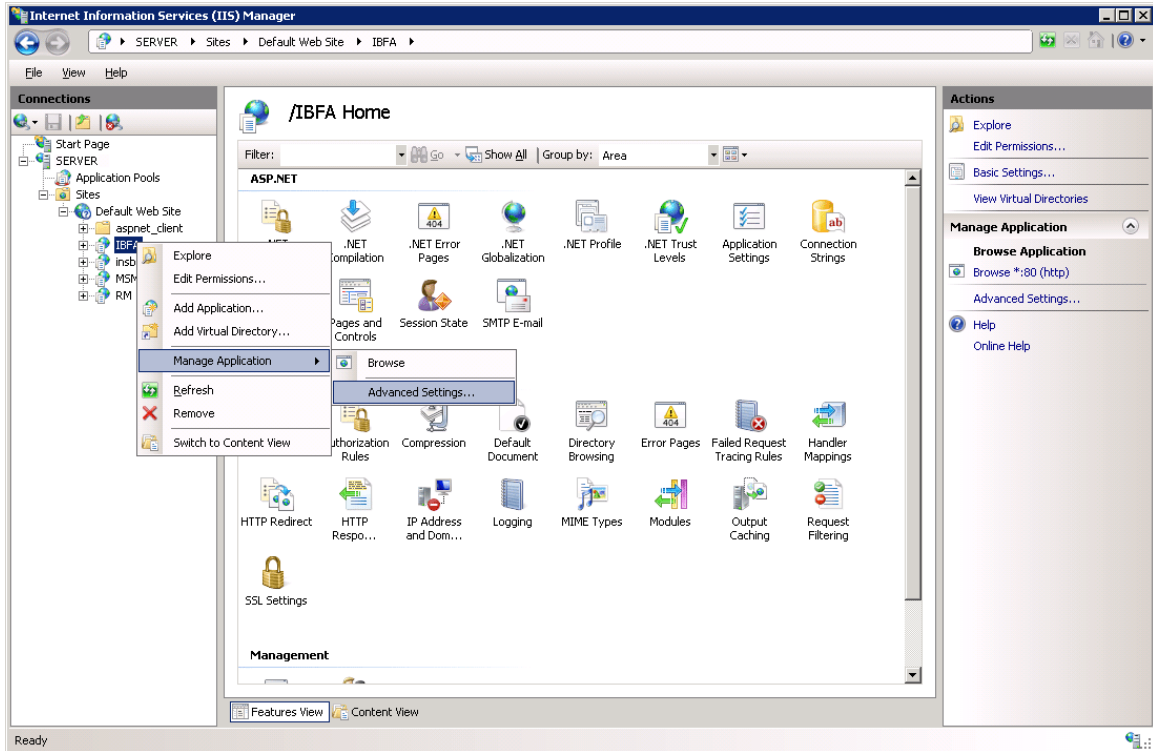 Internet Information Services (IIS) Manager
SERVER Sites Default Web Site IBFA
File View Help
Connections
Start Page
SERVER
Application Pools
Sites
Default Web Site
aspnet_client
IBFA
insb
MSM
RM
Explore
Edit Permissions...
Add Application...
Add Virtual Directory...
Manage Application
Refresh
Remove
Switch to Content View
Browse
Advanced Settings...
/IBFA Home
Filter: Go Show All Group by: Area
ASP.NET
.NET Compilation
.NET Error Pages
.NET Globalization
.NET Profile
.NET Trust Levels
Application Settings
Connection Strings
Pages and Controls
Session State
SMTP E-mail
Authorization Rules
Compression
Default Document
Directory Browsing
Error Pages
Failed Request Tracing Rules
Handler Mappings
HTTP Redirect
HTTP Respo...
IP Address and Dom...
Logging
MIME Types
Modules
Output Caching
Request Filtering
SSL Settings
Management
Features View Content View
Actions
Explore
Edit Permissions...
Basic Settings...
View Virtual Directories
Manage Application
Browse Application
Browse *:80 (http)
Advanced Settings...
Help
Online Help
Ready